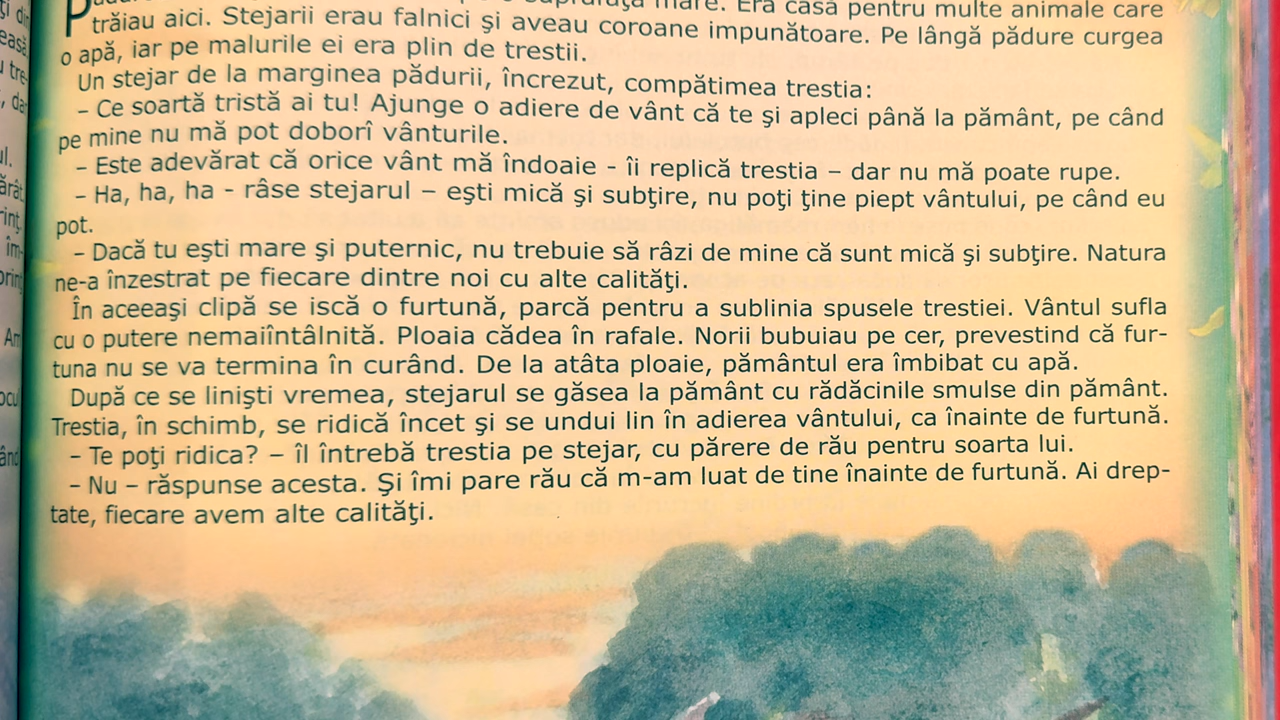 suprafaţă mare. Era casă pentru multe animale care
trăiau aici. Stejarii erau falnici şi aveau coroane impunătoare. Pe lângă pădure curgea
o apă, iar pe malurile ei era plin de trestii.
Un stejar de la marginea pădurii, încrezut, compătimea trestia:
– Ce soartă tristă ai tu! Ajunge o adiere de vânt că te şi apleci până la pământ, pe când
pe mine nu mă pot doborî vânturile.
– Este adevărat că orice vânt mă îndoaie - îi replică trestia – dar nu mă poate rupe.
– Ha, ha, ha - râse stejarul – eşti mică şi subţire, nu poţi ţine piept vântului, pe când eu
pot.
– Dacă tu eşti mare şi puternic, nu trebuie să râzi de mine că sunt mică şi subţire. Natura
ne-a înzestrat pe fiecare dintre noi cu alte calităţi.
În aceeaşi clipă se iscă o furtună, parcă pentru a sublinia spusele trestiei. Vântul sufla
cu o putere nemaiîntâlnită. Ploaia cădea în rafale. Norii bubuiau pe cer, prevestind că fur-
tuna nu se va termina în curând. De la atâta ploaie, pământul era îmbibat cu apă.
După ce se linişti vremea, stejarul se găsea la pământ cu rădăcinile smulse din pământ.
Trestia, în schimb, se ridică încet şi se undui lin în adierea vântului, ca înainte de furtună.
– Te poţi ridica? – îl întrebă trestia pe stejar, cu părere de rău pentru soarta lui.
– Nu – răspunse acesta. Şi îmi pare rău că m-am luat de tine înainte de furtună. Ai drep-
tate, fiecare avem alte calităţi.